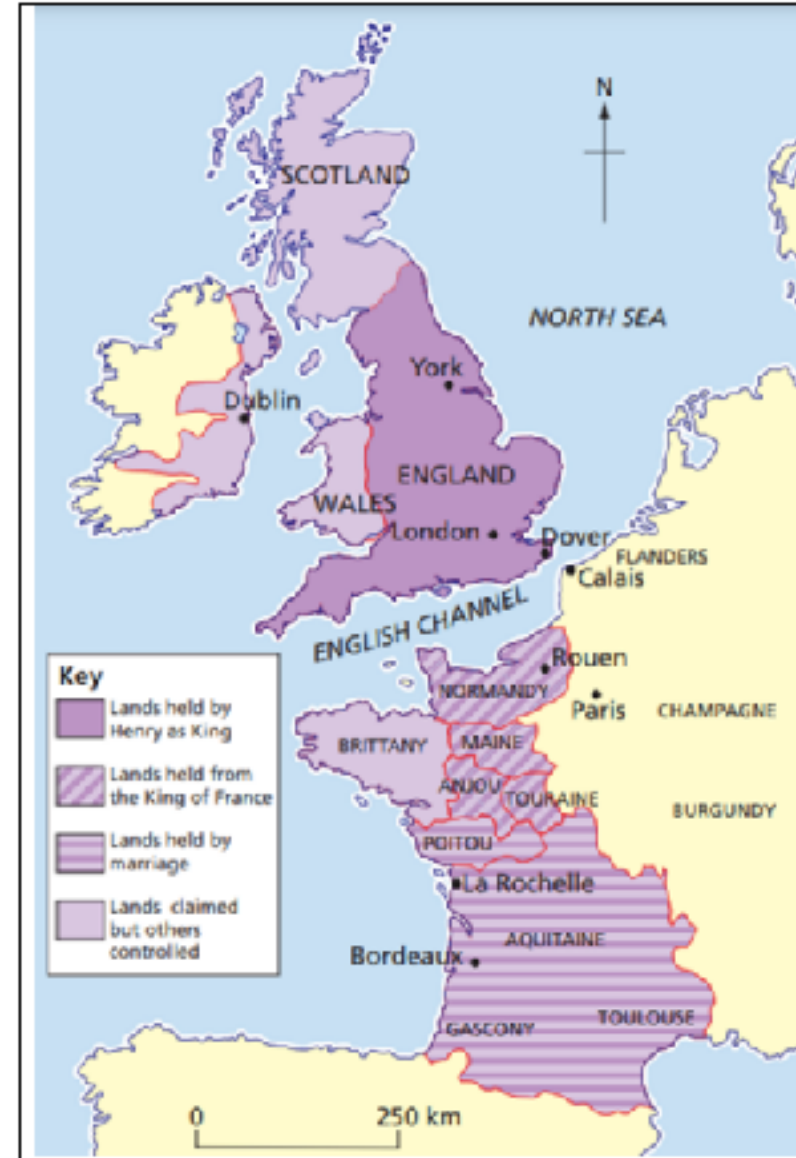 N
SCOTLAND
NORTH SEA
York
Dublin
ENGLAND
WALES
London
Dover
FLANDERS
Calais
ENGLISH CHANNEL
Rouen
NORMANDY
Paris
CHAMPAGNE
BRITTANY
MAINE
ANJOU
TOURAINE
BURGUNDY
POITOU
La Rochelle
AQUITAINE
Bordeaux
GASCONY
TOULOUSE
Key
Lands held by
Henry as King
Lands held from
the King of France
Lands held by
marriage
Lands claimed
but others
controlled
0 250 km